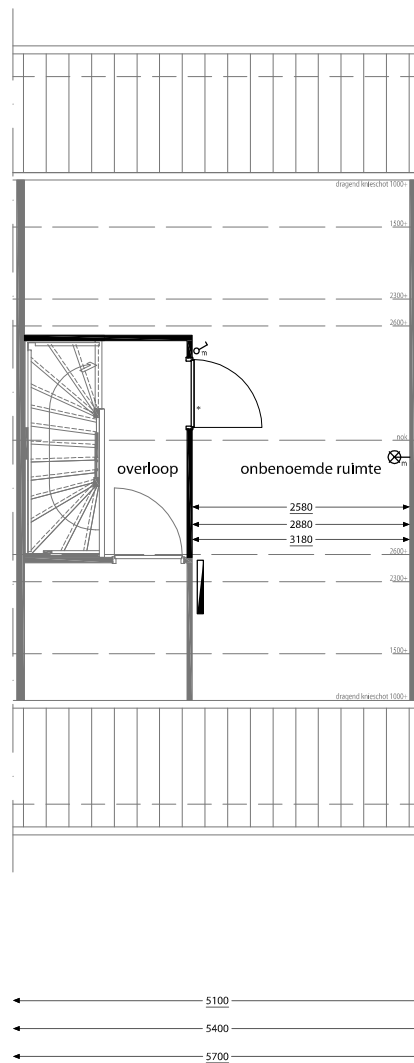 dragend knieschot 1000+
1500+
2300+
2600+
m
*
nok
overloop
onbenoemde ruimte
m
2580
2880
3180
2600+
2300+
1500+
dragend knieschot 1000+
5100
5400
5700